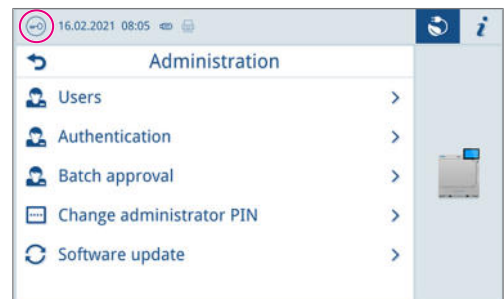 16.02.2021 08:05
Administration
Users
Authentication
Batch approval
Change administrator PIN
Software update
i